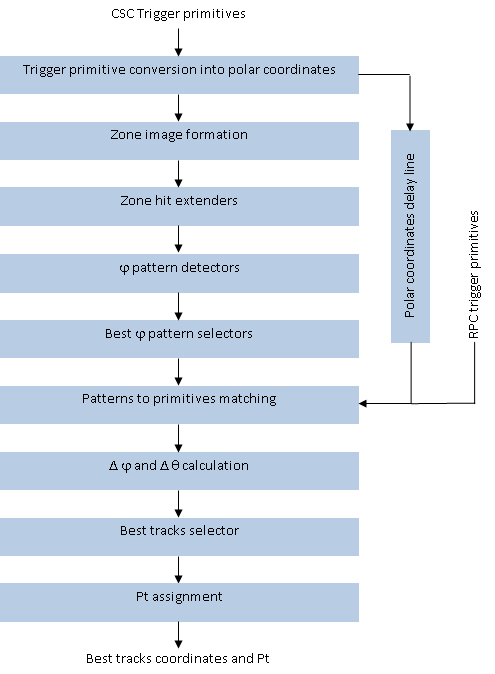 CSC Trigger primitives
Trigger primitive conversion into polar coordinates
Zone image formation
Zone hit extenders
φ pattern detectors
Best φ pattern selectors
Patterns to primitives matching
Δ φ and Δ θ calculation
Best tracks selector
Pt assignment
Best tracks coordinates and Pt
Polar coordinates delay line
RPC trigger primitives